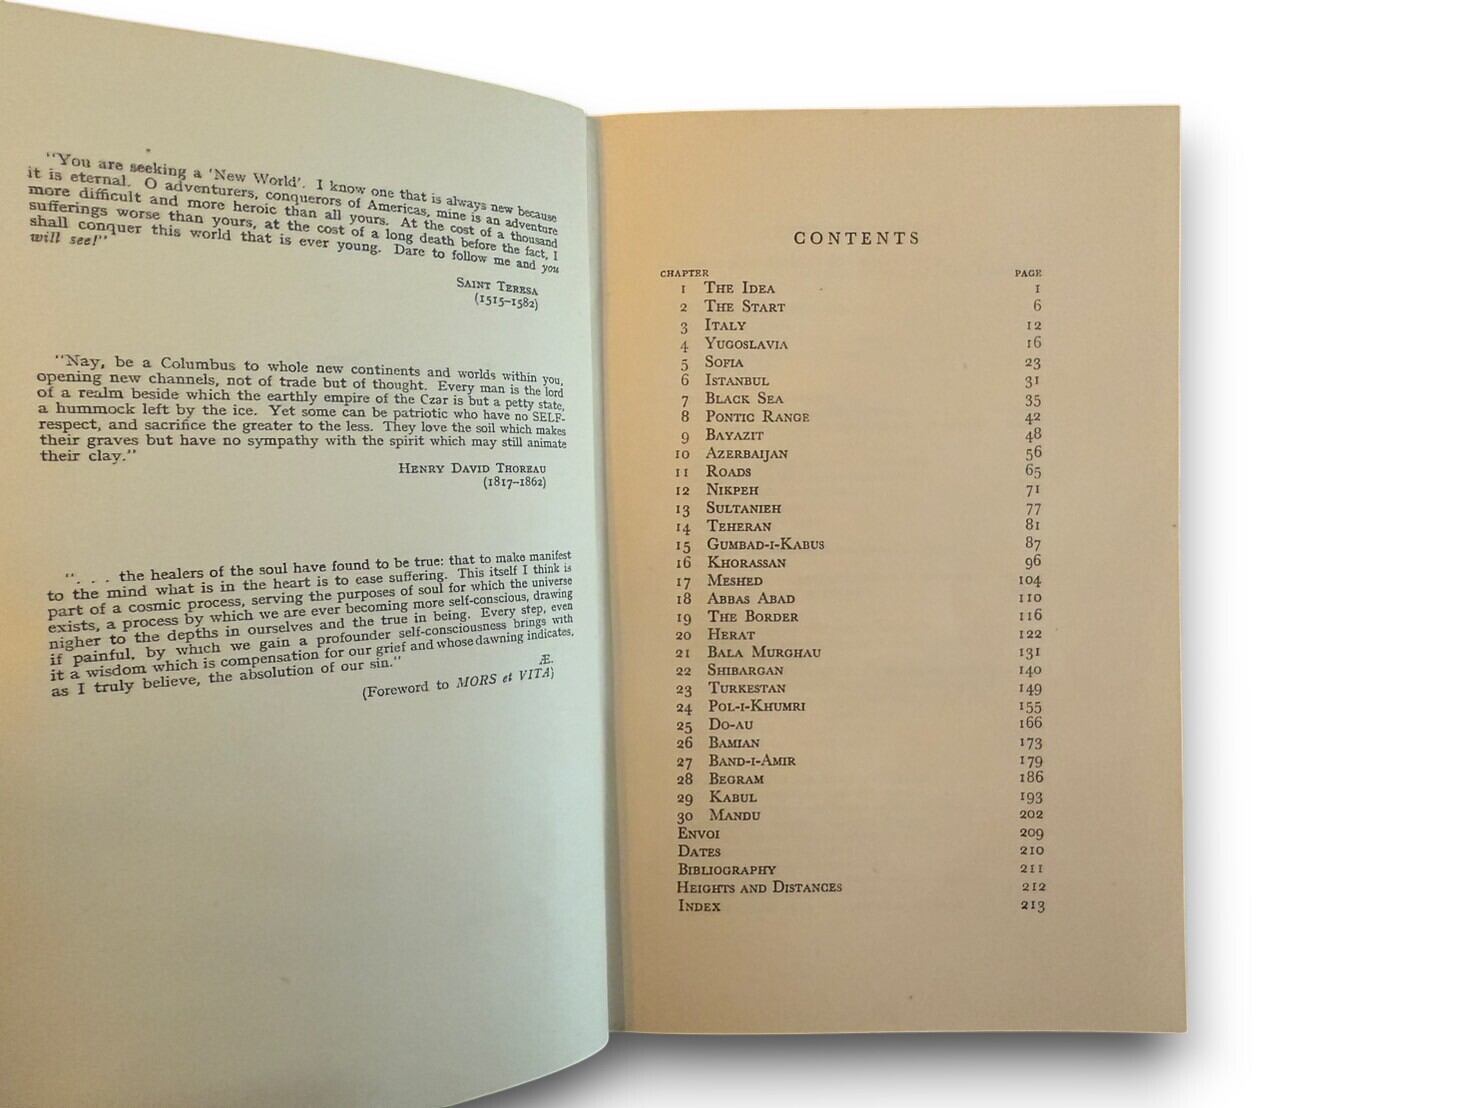 "You are seeking a 'New World'. I know one that is always new because
it is eternal. O adventurers, conquerors of Americas, mine is an adventure
more difficult and more heroic than all yours. At the cost of a thousand
sufferings worse than yours, at the cost of a long death before the fact, I
shall conquer this world that is ever young. Dare to follow me and you
will see!"
Saint Teresa
(1515–1582)
"Nay, be a Columbus to whole new continents and worlds within you,
opening new channels, not of trade but of thought. Every man is the lord
of a realm beside which the earthly empire of the Czar is but a petty state,
a hummock left by the ice. Yet some can be patriotic who have no SELF-
respect, and sacrifice the greater to the less. They love the soil which makes
their graves but have no sympathy with the spirit which may still animate
their clay."
Henry David Thoreau
(1817–1862)
". . . the healers of the soul have found to be true: that to make manifest
to the mind what is in the heart is to ease suffering. This itself I think is
part of a cosmic process, serving the purposes of soul for which the universe
exists, a process by which we are ever becoming more self-conscious, drawing
nigher to the depths in ourselves and the true in being. Every step, even
if painful, by which we gain a profounder self-consciousness brings with
it a wisdom which is compensation for our grief and whose dawning indicates,
as I truly believe, the absolution of our sin."
Æ.
(Foreword to MORS et VITA)
CONTENTS
CHAPTER PAGE
1 The Idea 1
2 The Start 6
3 Italy 12
4 Yugoslavia 16
5 Sofia 23
6 Istanbul 31
7 Black Sea 35
8 Pontic Range 42
9 Bayazit 48
10 Azerbaijan 56
11 Roads 65
12 Nikpeh 71
13 Sultanieh 77
14 Teheran 81
15 Gumbad-i-Kabus 87
16 Khorassan 96
17 Meshed 104
18 Abbas Abad 110
19 The Border 116
20 Herat 122
21 Bala Murghau 131
22 Shibargan 140
23 Turkestan 149
24 Pol-i-Khumri 155
25 Do-au 166
26 Bamian 173
27 Band-i-Amir 179
28 Begram 186
29 Kabul 193
30 Mandu 202
Envoi 209
Dates 210
Bibliography 211
Heights and Distances 212
Index 213